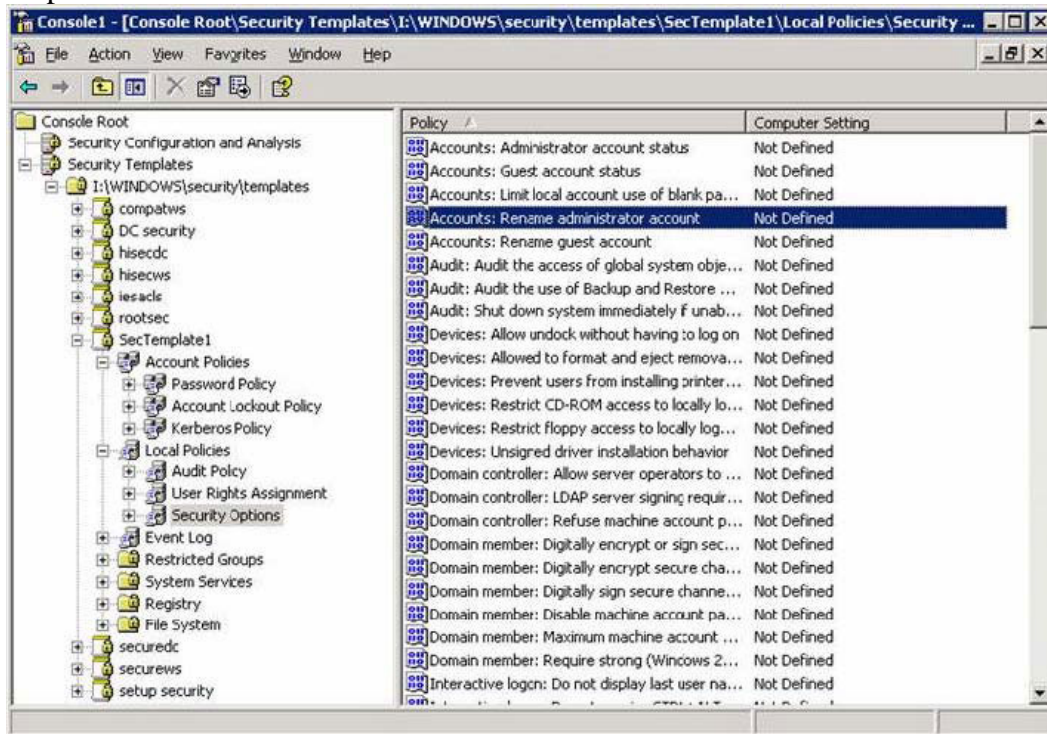 Console1 - [Console Root\Security Templates\I:\WINDOWS\security\templates\SecTemplate1\Local Policies\Security ...
File Action View Favorites Window Help
Console Root
Security Configuration and Analysis
Security Templates
I:\WINDOWS\security\templates
compatws
DC security
hisecdc
hisecws
iesacls
rootsec
SecTemplate1
Account Policies
Password Policy
Account Lockout Policy
Kerberos Policy
Local Policies
Audit Policy
User Rights Assignment
Security Options
Event Log
Restricted Groups
System Services
Registry
File System
securedc
securews
setup security
Policy Computer Setting
Accounts: Administrator account status Not Defined
Accounts: Guest account status Not Defined
Accounts: Limit local account use of blank pa... Not Defined
Accounts: Rename administrator account Not Defined
Accounts: Rename guest account Not Defined
Audit: Audit the access of global system obje... Not Defined
Audit: Audit the use of Backup and Restore ... Not Defined
Audit: Shut down system immediately if unab... Not Defined
Devices: Allow undock without having to log on Not Defined
Devices: Allowed to format and eject remova... Not Defined
Devices: Prevent users from installing printer... Not Defined
Devices: Restrict CD-ROM access to locally lo... Not Defined
Devices: Restrict floppy access to locally log... Not Defined
Devices: Unsigned driver installation behavior Not Defined
Domain controller: Allow server operators to ... Not Defined
Domain controller: LDAP server signing requir... Not Defined
Domain controller: Refuse machine account p... Not Defined
Domain member: Digitally encrypt or sign sec... Not Defined
Domain member: Digitally encrypt secure cha... Not Defined
Domain member: Digitally sign secure channe... Not Defined
Domain member: Disable machine account pa... Not Defined
Domain member: Maximum machine account ... Not Defined
Domain member: Require strong (Windows 2... Not Defined
Interactive logon: Do not display last user na... Not Defined